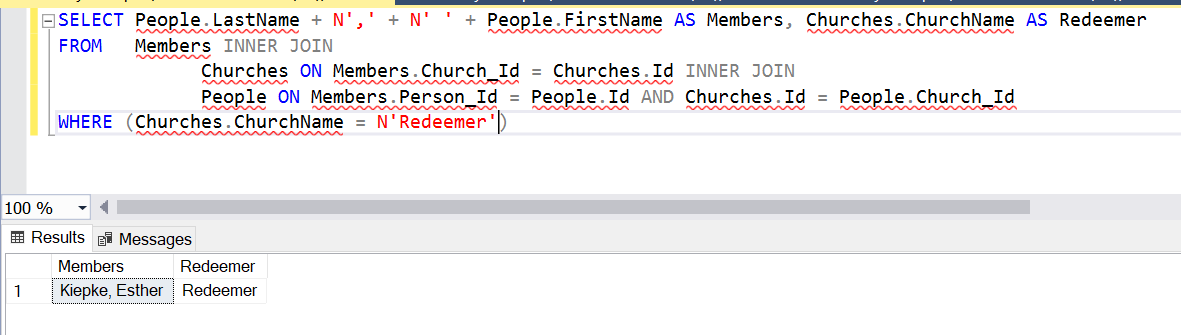 SELECT People.LastName + N',' + N' ' + People.FirstName AS Members, Churches.ChurchName AS Redeemer
FROM Members INNER JOIN
Churches ON Members.Church_Id = Churches.Id INNER JOIN
People ON Members.Person_Id = People.Id AND Churches.Id = People.Church_Id
WHERE (Churches.ChurchName = N'Redeemer')
100 %
Results Messages
Members Redeemer
1 Kiepke, Esther Redeemer